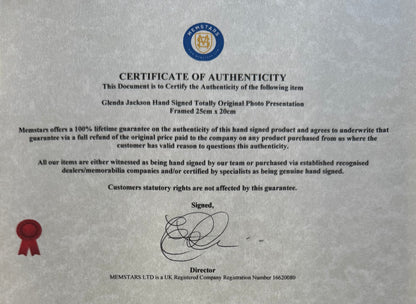 MEMSTARS
CERTIFICATE OF AUTHENTICITY
This Document is to Certify the Authenticity of the following item
Glenda Jackson Hand Signed Totally Original Photo Presentation
Framed 25cm x 20cm
Memstars offers a 100% lifetime guarantee on the authenticity of this hand signed product and agrees to underwrite that
guarantee via a full refund of the original price paid to the company on any product purchased from us where the
customer has valid reason to questions this authenticity.
All our items are either witnessed as being hand signed by our team or purchased via established recognised
dealers/memorabilia companies and/or certified by specialists as being genuine hand signed.
Customers statutory rights are not affected by this guarantee.
Signed,
Director
MEMSTARS LTD is a UK Registered Company Registration Number 16620080